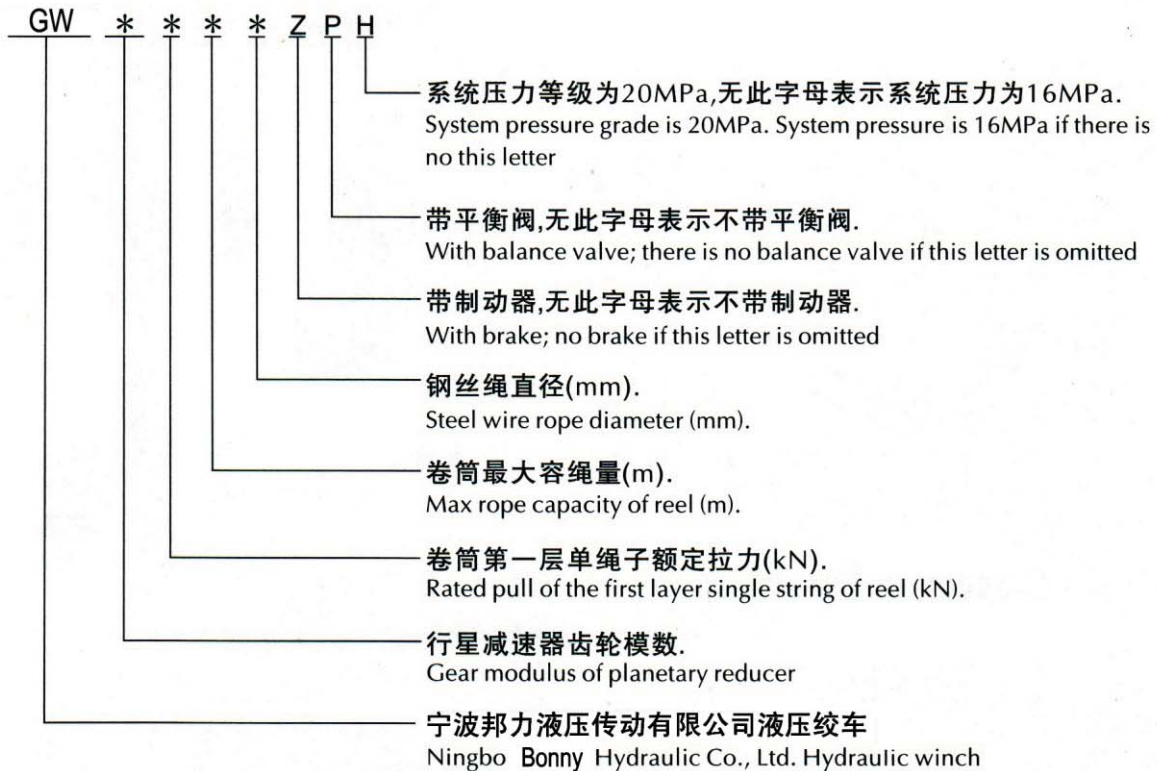 GW * * * * Z P H
系统压力等级为20MPa,无此字母表示系统压力为16MPa.
System pressure grade is 20MPa. System pressure is 16MPa if there is
no this letter
带平衡阀,无此字母表示不带平衡阀.
With balance valve; there is no balance valve if this letter is omitted
带制动器,无此字母表示不带制动器.
With brake; no brake if this letter is omitted
钢丝绳直径(mm).
Steel wire rope diameter (mm).
卷筒最大容绳量(m).
Max rope capacity of reel (m).
卷筒第一层单绳子额定拉力(kN).
Rated pull of the first layer single string of reel (kN).
行星减速器齿轮模数.
Gear modulus of planetary reducer
宁波邦力液压传动有限公司液压绞车
Ningbo Bonny Hydraulic Co., Ltd. Hydraulic winch